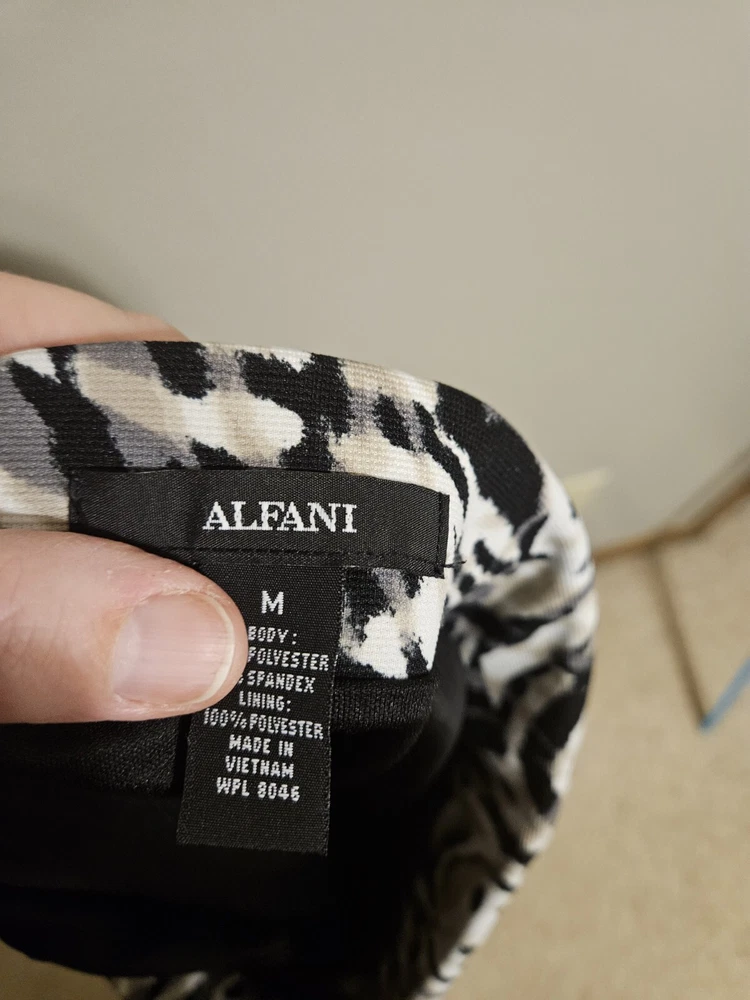 ALFANI
M
BODY:
POLYESTER
SPANDEX
LINING:
100% POLYESTER
MADE IN
VIETNAM
WPL 8046